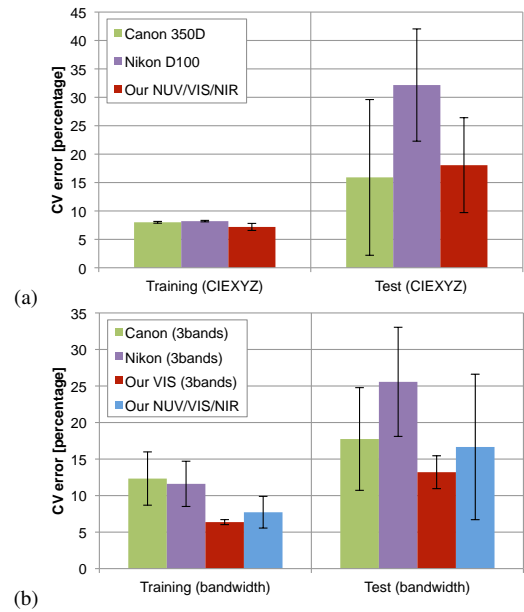 45
40
35
30
25
20
15
10
5
0
CV error [percentage]
Canon 350D
Nikon D100
Our NUV/VIS/NIR
Training (CIEXYZ)
Test (CIEXYZ)
(a)
35
30
25
20
15
10
5
0
CV error [percentage]
Canon (3bands)
Nikon (3bands)
Our VIS (3bands)
Our NUV/VIS/NIR
Training (bandwidth)
Test (bandwidth)
(b)